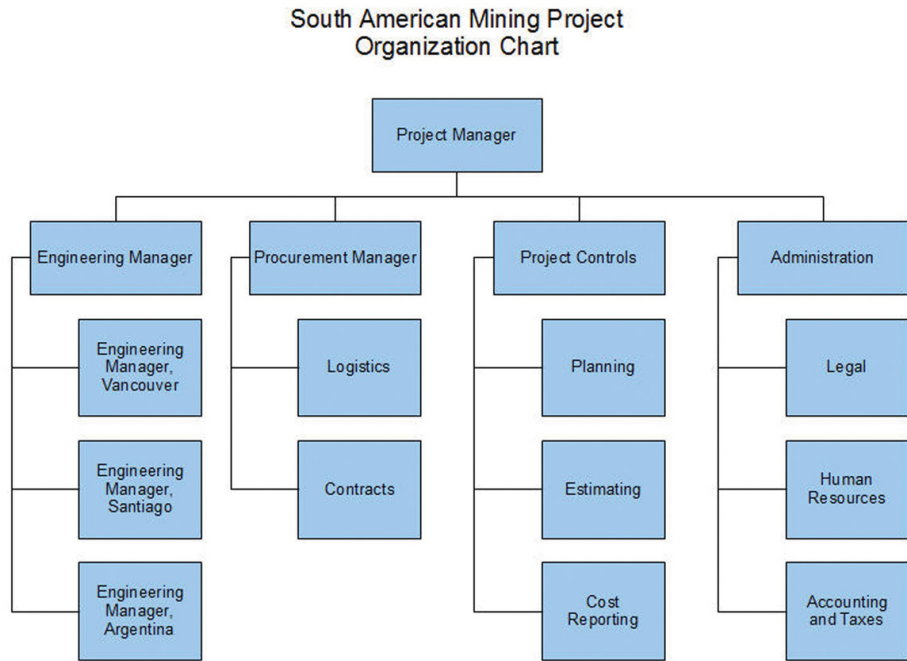 South American Mining Project
Organization Chart
Project Manager
Engineering Manager
Procurement Manager
Project Controls
Administration
Engineering
Manager,
Vancouver
Logistics
Planning
Legal
Engineering
Manager,
Santiago
Contracts
Estimating
Human
Resources
Engineering
Manager,
Argentina
Cost
Reporting
Accounting
and Taxes